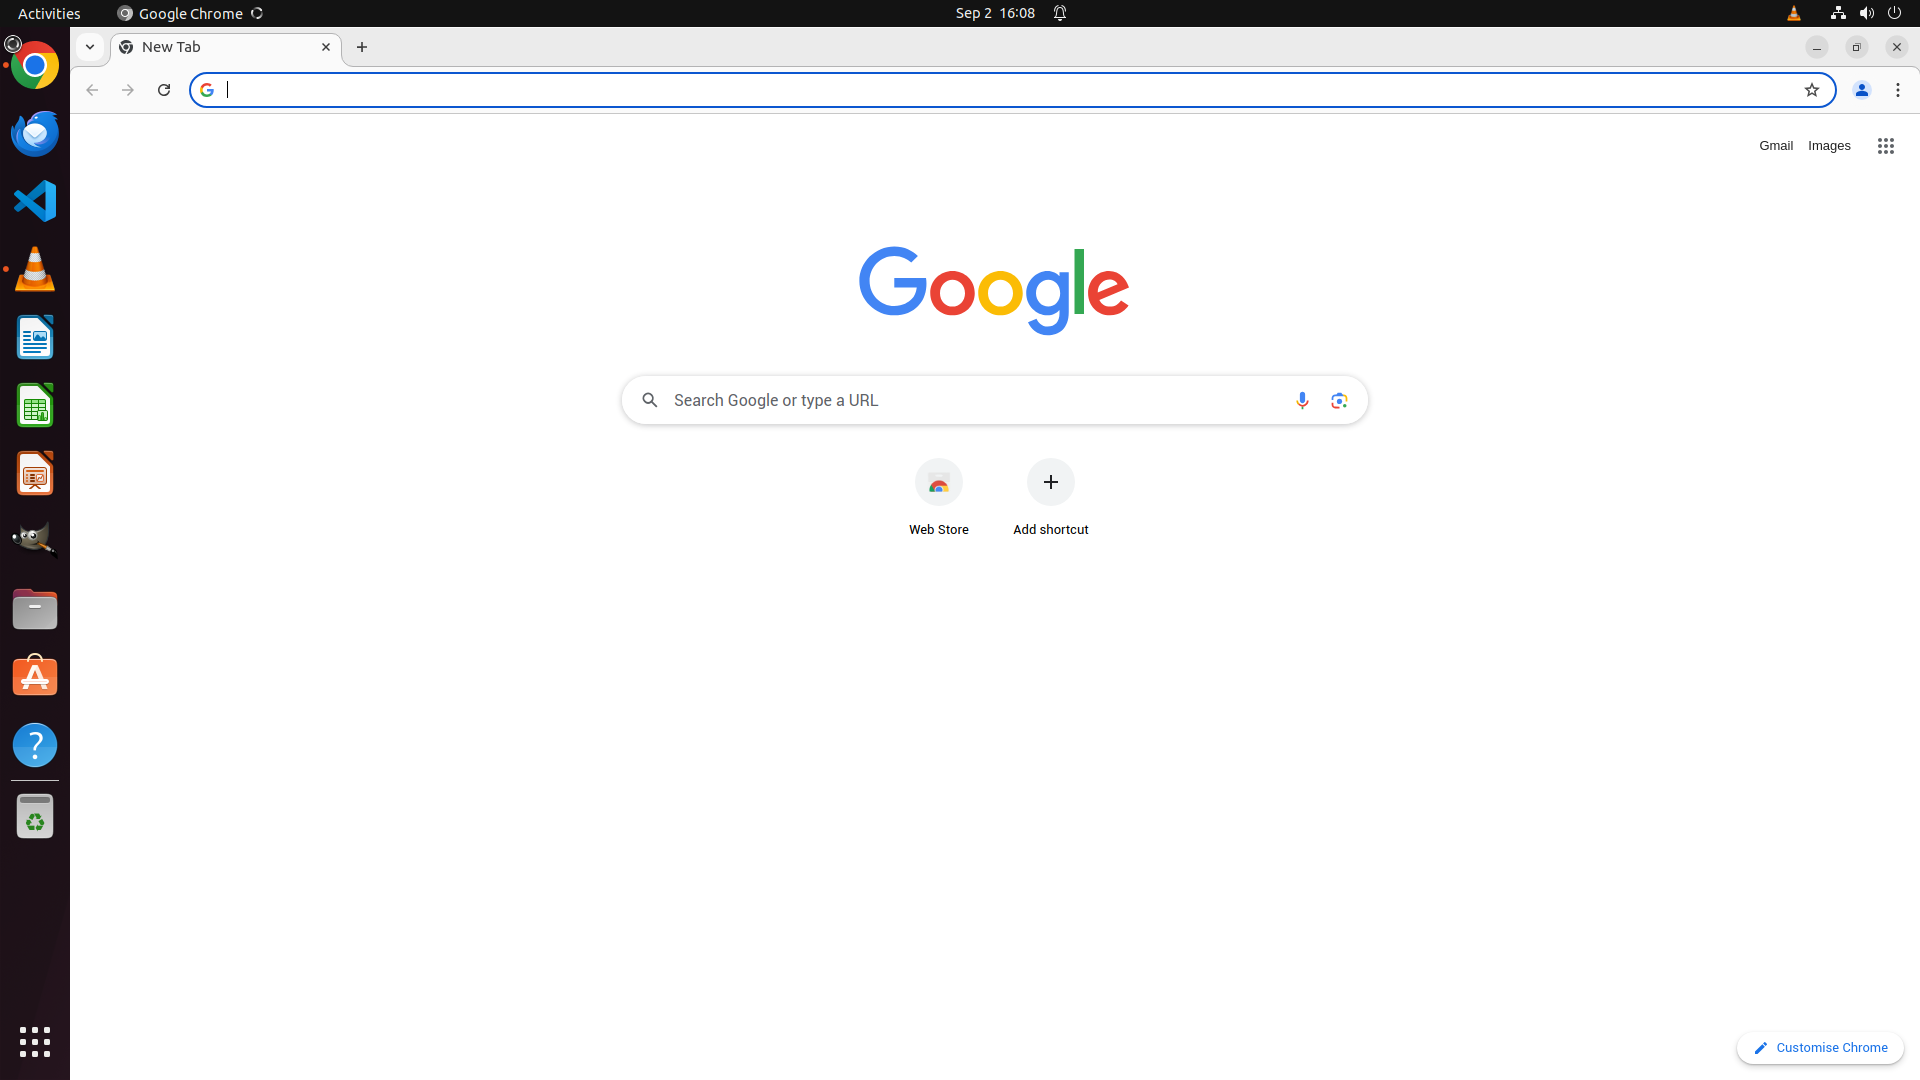 Activities
Google Chrome
Sep 2 16:08
New Tab
Gmail
Images
Google
Search Google or type a URL
Web Store
Add shortcut
Customise Chrome